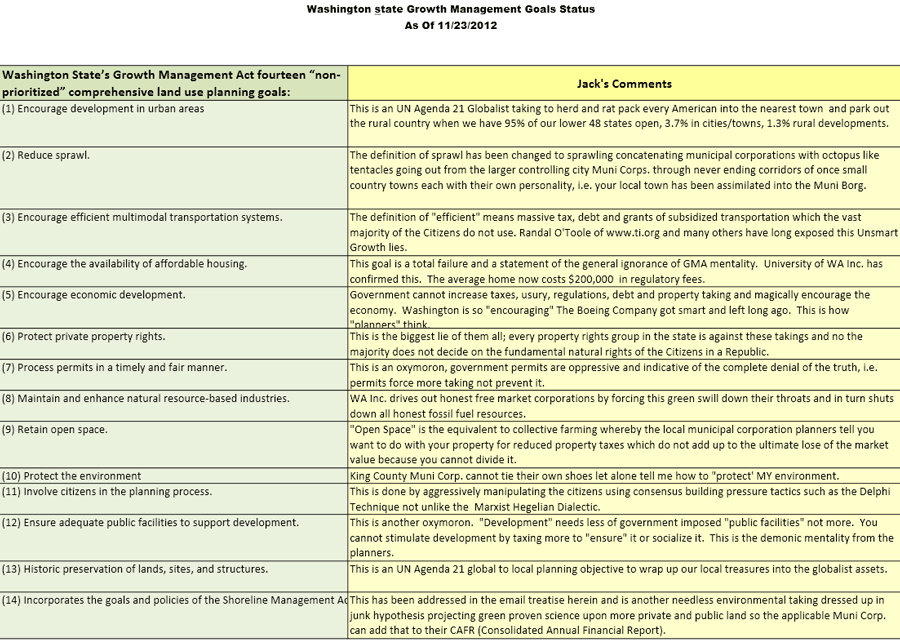 Washington state Growth Management Goals Status
As Of 11/23/2012
Washington State's Growth Management Act fourteen "non-
prioritized" comprehensive land use planning goals:
Jack's Comments
(1) Encourage development in urban areas
This is an UN Agenda 21 Globalist taking to herd and rat pack every American into the nearest town and park out
the rural country when we have 95% of our lower 48 states open, 3.7% in cities/towns, 1.3% rural developments.
(2) Reduce sprawl.
The definition of sprawl has been changed to sprawling concatenating municipal corporations with octopus like
tentacles going out from the larger controlling city Muni Corps. through never ending corridors of once small
country towns each with their own personality, i.e. your local town has been assimilated into the Muni Borg.
(3) Encourage efficient multimodal transportation systems.
The definition of "efficient" means massive tax, debt and grants of subsidized transportation which the vast
majority of the Citizens do not use. Randal O'Toole of www.ti.org and many others have long exposed this Unsmart
Growth lies.
(4) Encourage the availability of affordable housing.
This goal is a total failure and a statement of the general ignorance of GMA mentality. University of WA Inc. has
confirmed this. The average home now costs $200,000 in regulatory fees.
(5) Encourage economic development.
Government cannot increase taxes, usury, regulations, debt and property taking and magically encourage the
economy. Washington is so "encouraging" The Boeing Company got smart and left long ago. This is how
"planners" think.
(6) Protect private property rights.
This is the biggest lie of them all; every property rights group in the state is against these takings and no the
majority does not decide on the fundamental natural rights of the Citizens in a Republic.
(7) Process permits in a timely and fair manner.
This is an oxymoron, government permits are oppressive and indicative of the complete denial of the truth, i.e.
permits force more taking not prevent it.
(8) Maintain and enhance natural resource-based industries.
WA Inc. drives out honest free market corporations by forcing this green swill down their throats and in turn shuts
down all honest fossil fuel resources.
(9) Retain open space.
"Open Space" is the equivalent to collective farming whereby the local municipal corporation planners tell you
want to do with your property for reduced property taxes which do not add up to the ultimate lose of the market
value because you cannot divide it.
(10) Protect the environment
King County Muni Corp. cannot tie their own shoes let alone tell me how to "protect' MY environment.
(11) Involve citizens in the planning process.
This is done by aggressively manipulating the citizens using consensus building pressure tactics such as the Delphi
Technique not unlike the Marxist Hegelian Dialectic.
(12) Ensure adequate public facilities to support development.
This is another oxymoron. "Development" needs less of government imposed "public facilities" not more. You
cannot stimulate development by taxing more to "ensure" it or socialize it. This is the demonic mentality from the
planners.
(13) Historic preservation of lands, sites, and structures.
This is an UN Agenda 21 global to local planning objective to wrap up our local treasures into the globalist assets.
(14) Incorporates the goals and policies of the Shoreline Management Ac
This has been addressed in the email treatise herein and is another needless environmental taking dressed up in
junk hypothesis projecting green proven science upon more private and public land so the applicable Muni Corp.
can add that to their CAFR (Consolidated Annual Financial Report).